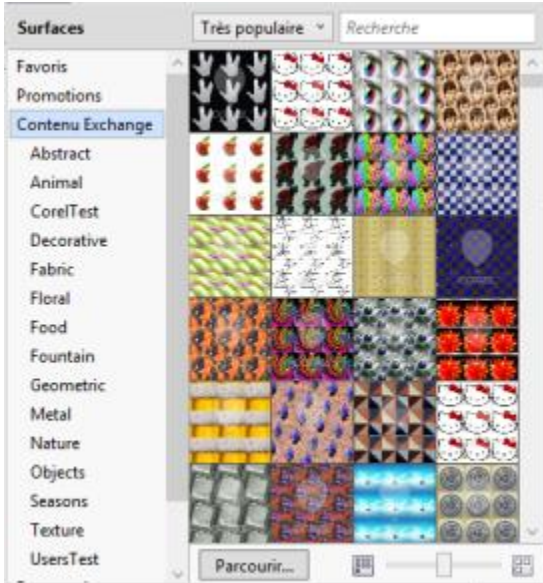 Surfaces
Très populaire
Recherche
Favoris
Promotions
Contenu Exchange
Abstract
Animal
CorelTest
Decorative
Fabric
Floral
Food
Fountain
Geometric
Metal
Nature
Objects
Seasons
Texture
UsersTest
Parcourir...